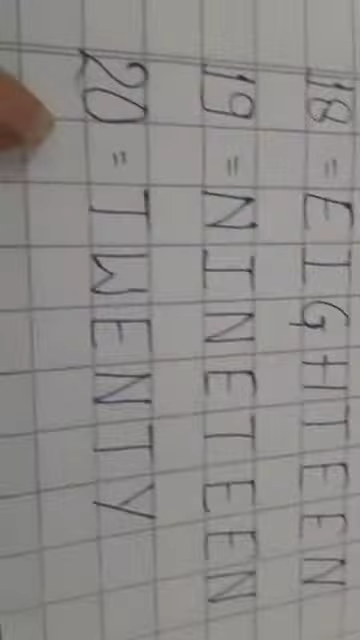 18 = EIGHTEEN
19 = NINETEEN
20 = TWENTY